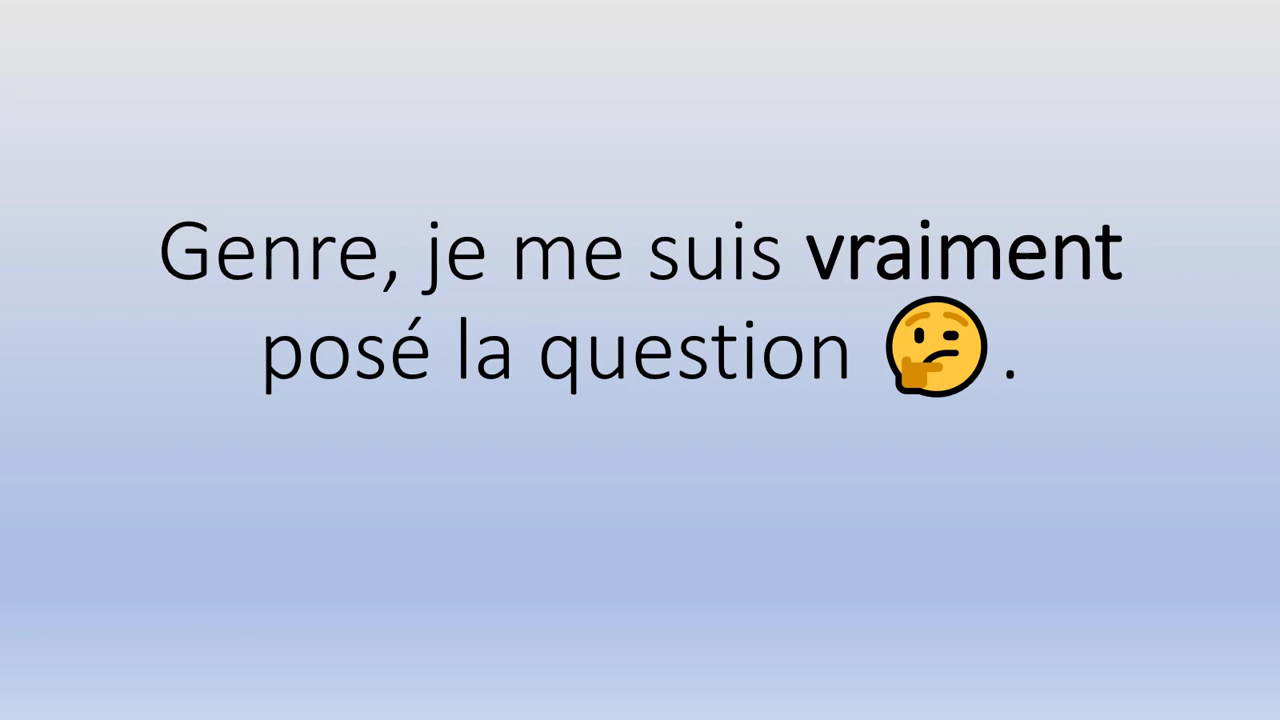 Genre, je me suis vraiment
posé la question 🤔.